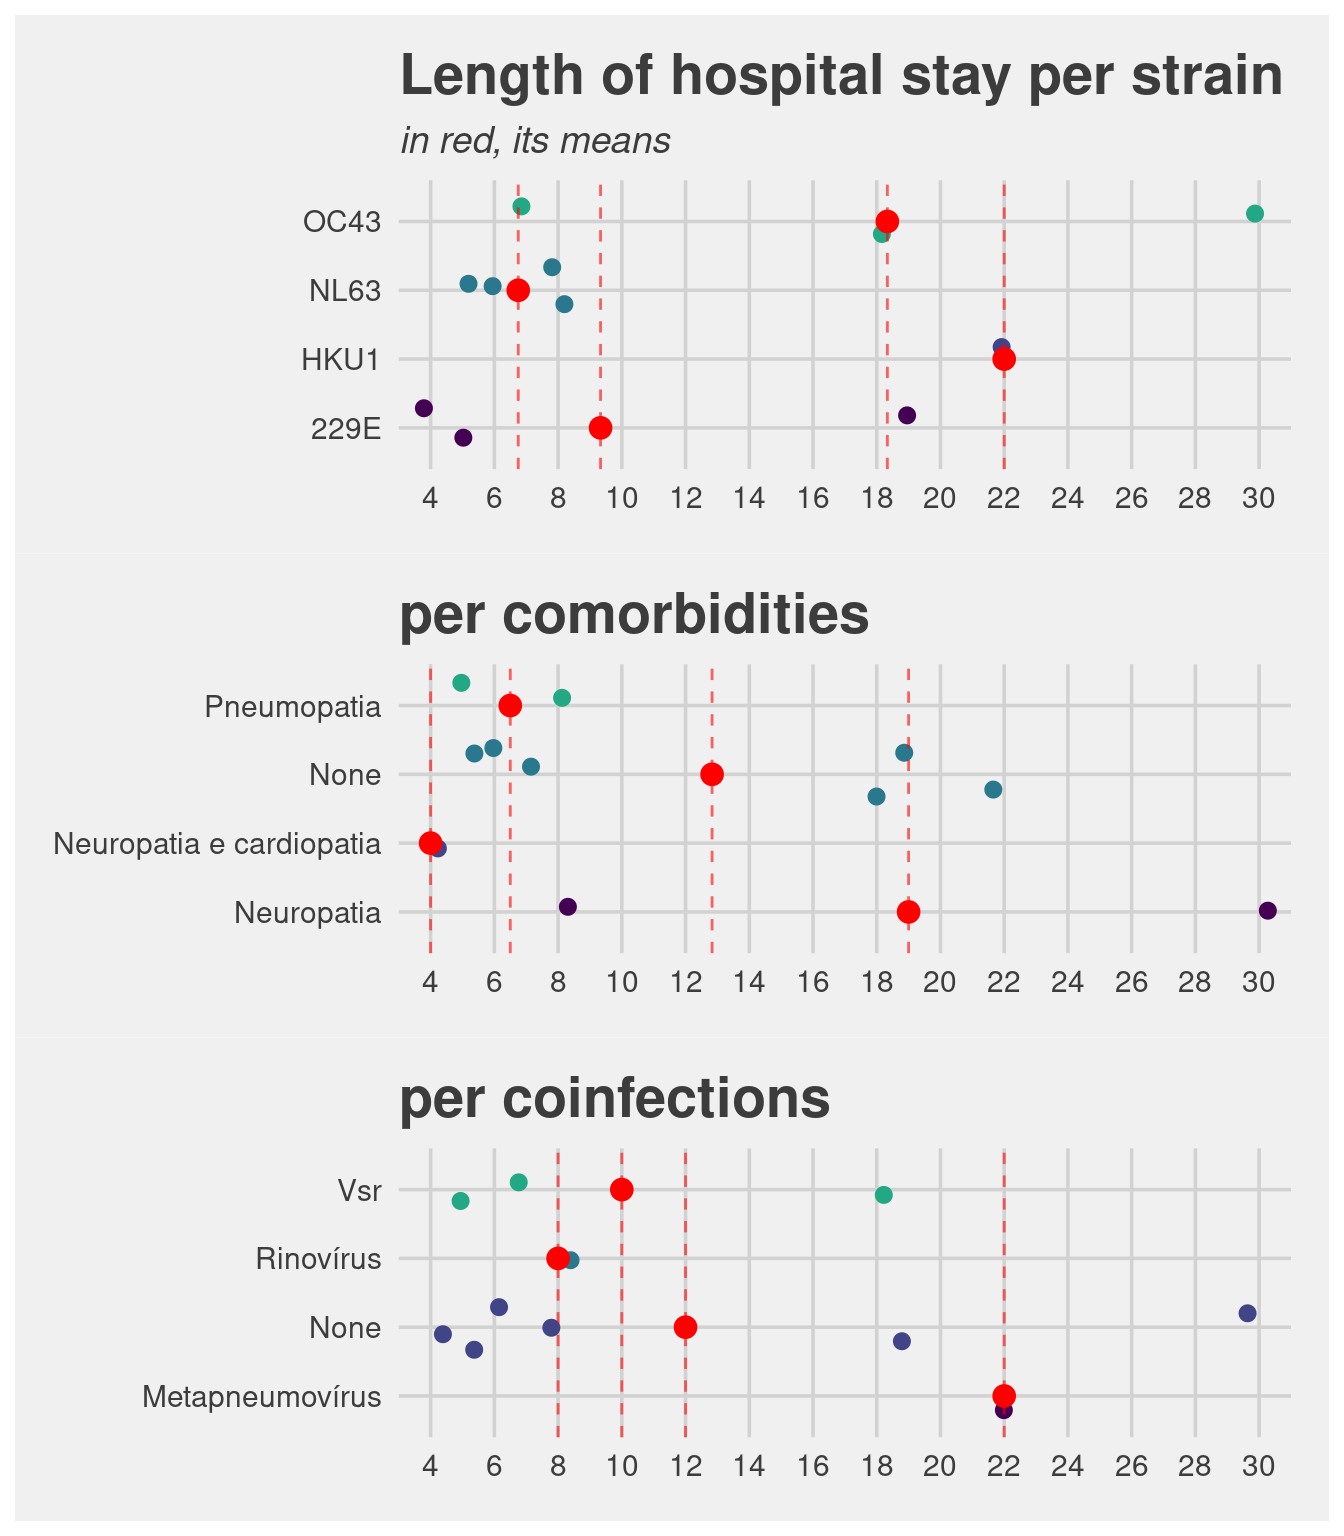 Length of hospital stay per strain
in red, its means
OC43
NL63
HKU1
229E
4 6 8 10 12 14 16 18 20 22 24 26 28 30
per comorbidities
Pneumopatia
None
Neuropatia e cardiopatia
Neuropatia
4 6 8 10 12 14 16 18 20 22 24 26 28 30
per coinfections
Vsr
Rinovírus
None
Metapneumovírus
4 6 8 10 12 14 16 18 20 22 24 26 28 30